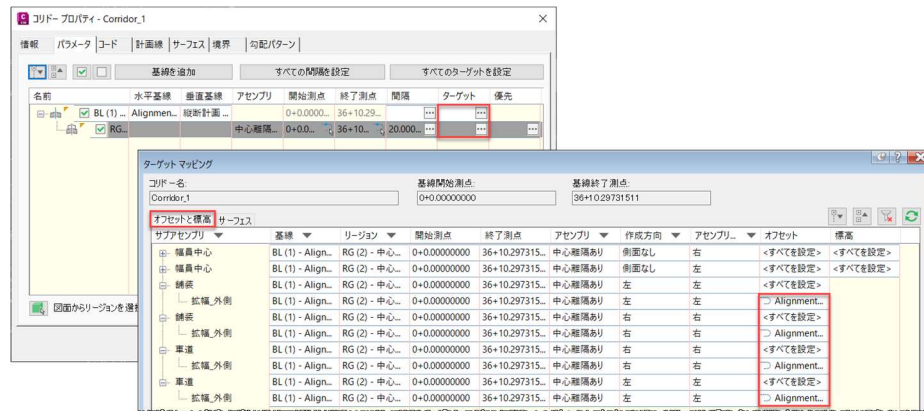 コリドー プロパティ - Corridor_1
情報 パラメータ コード 計画線 サーフェス 境界 勾配パターン
基線を追加 すべての間隔を設定 すべてのターゲットを設定
名前 水平基線 垂直基線 アセンブリ 開始測点 終了測点 間隔 ターゲット 優先
BL (1) ... Alignmen... 縦断計画 ... 0+0.0000... 36+10.29...
RG... 中心離隔... 0+0.0... 36+10... 20.000...
ターゲット マッピング
コリドー名: 基線開始測点: 基線終了測点:
Corridor_1 0+0.00000000 36+10.29731511
オフセットと標高 サーフェス
サブアセンブリ 基線 リージョン 開始測点 終了測点 アセンブリ 作成方向 アセンブリ... オフセット 標高
幅員中心 BL (1) - Align... RG (2) - 中心... 0+0.00000000 36+10.297315... 中心離隔あり 側面なし 右 <すべてを設定> <すべてを設定>
幅員中心 BL (1) - Align... RG (2) - 中心... 0+0.00000000 36+10.297315... 中心離隔あり 側面なし 左 <すべてを設定> <すべてを設定>
舗装 BL (1) - Align... RG (2) - 中心... 0+0.00000000 36+10.297315... 中心離隔あり 左 左 <すべてを設定>
拡幅_外側 BL (1) - Align... RG (2) - 中心... 0+0.00000000 36+10.297315... 中心離隔あり 左 左 Alignment...
舗装 BL (1) - Align... RG (2) - 中心... 0+0.00000000 36+10.297315... 中心離隔あり 右 右 <すべてを設定>
拡幅_外側 BL (1) - Align... RG (2) - 中心... 0+0.00000000 36+10.297315... 中心離隔あり 右 右 Alignment...
車道 BL (1) - Align... RG (2) - 中心... 0+0.00000000 36+10.297315... 中心離隔あり 右 右 <すべてを設定>
拡幅_外側 BL (1) - Align... RG (2) - 中心... 0+0.00000000 36+10.297315... 中心離隔あり 右 右 Alignment...
車道 BL (1) - Align... RG (2) - 中心... 0+0.00000000 36+10.297315... 中心離隔あり 左 左 <すべてを設定>
拡幅_外側 BL (1) - Align... RG (2) - 中心... 0+0.00000000 36+10.297315... 中心離隔あり 左 左 Alignment...
図面からリージョンを選